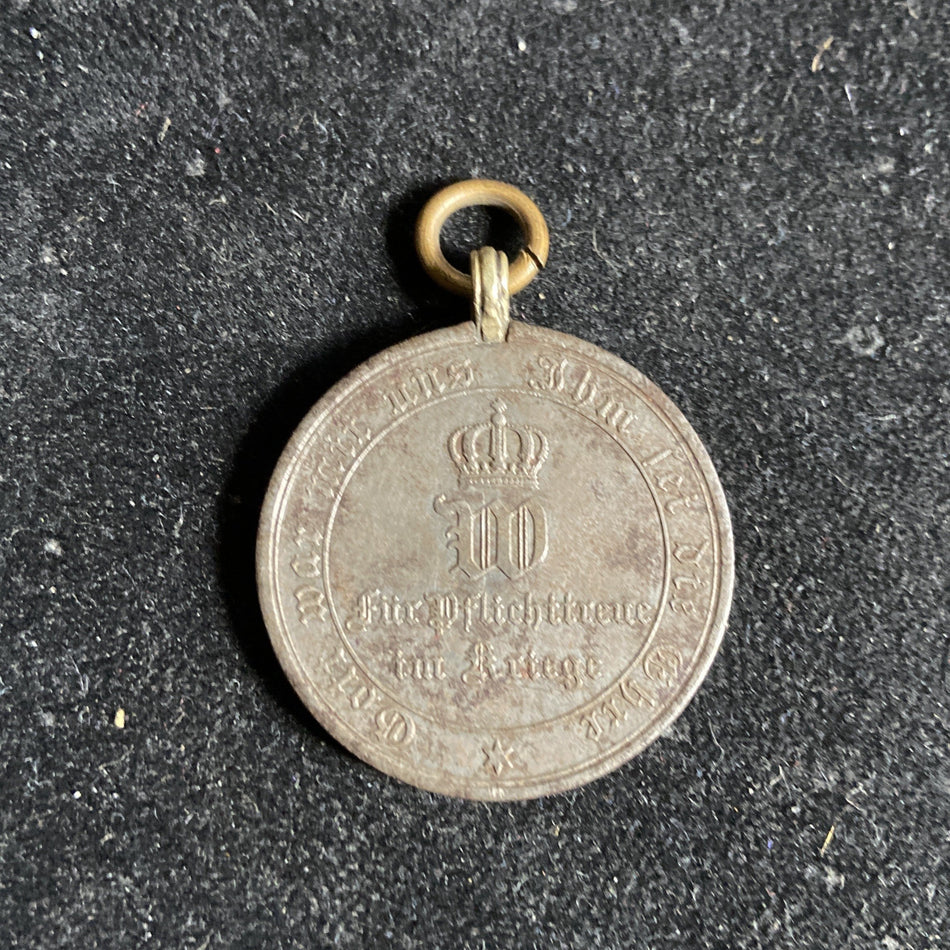 Gott war mit uns Ihm sei die Ehre
W
Für Pflichttreue
im Kriege